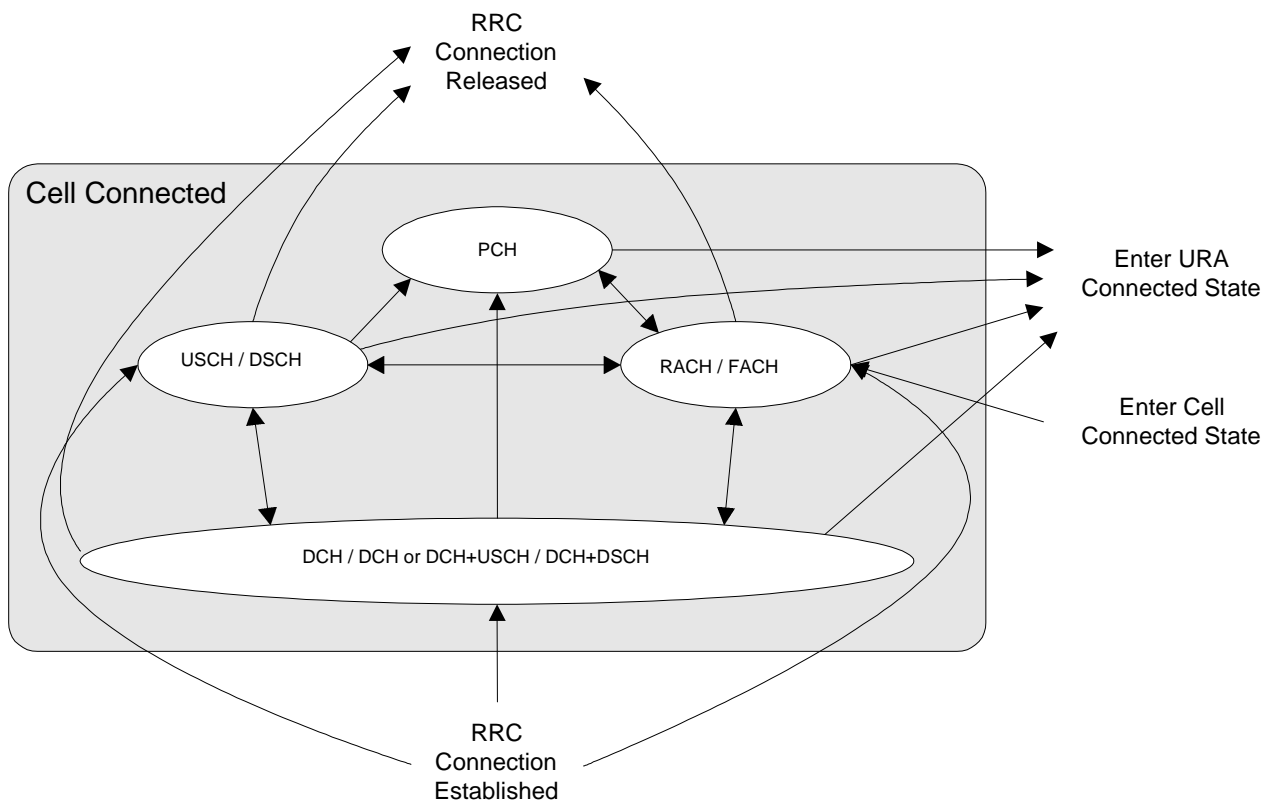 RRC
Connection
Released
Cell Connected
PCH
Enter URA
Connected State
USCH / DSCH
RACH / FACH
Enter Cell
Connected State
DCH / DCH or DCH+USCH / DCH+DSCH
RRC
Connection
Established